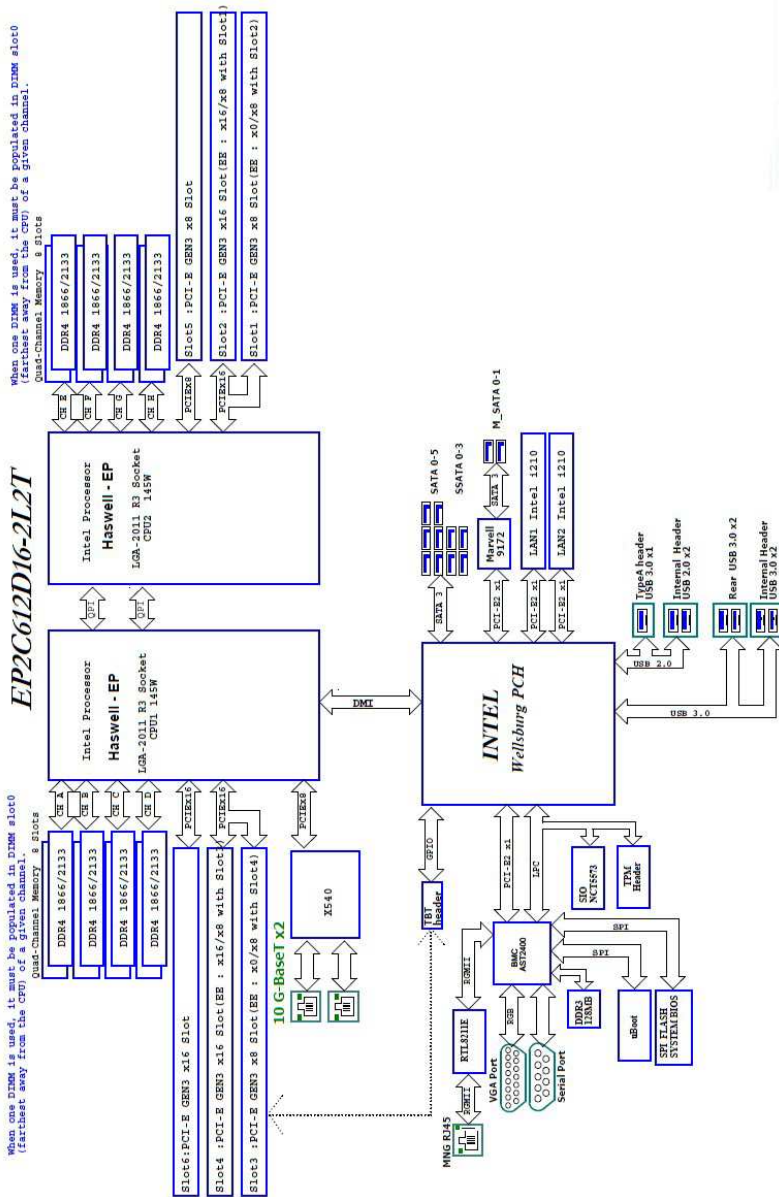 EP2C612D16-2L2T
When one DIMM is used, it must be populated in DIMM slot0
(farthest away from the CPU) of a given channel.
Quad-Channel Memory 8 Slots
DDR4 1866/2133
DDR4 1866/2133
DDR4 1866/2133
DDR4 1866/2133
CH A
CH B
CH C
CH D
Intel Processor
Haswell - EP
LGA-2011 R3 Socket
CPU1 145W
QPI
QPI
Intel Processor
Haswell - EP
LGA-2011 R3 Socket
CPU2 145W
When one DIMM is used, it must be populated in DIMM slot0
(farthest away from the CPU) of a given channel.
Quad-Channel Memory 8 Slots
CH E
CH F
CH G
CH H
DDR4 1866/2133
DDR4 1866/2133
DDR4 1866/2133
DDR4 1866/2133
Slot6:PCI-E GEN3 x16 Slot
PCIEx16
Slot4 :PCI-E GEN3 x16 Slot(EE : x16/x8 with Slot3)
PCIEx16
Slot3 :PCI-E GEN3 x8 Slot(EE : x0/x8 with Slot4)
PCIEx8
Slot5 :PCI-E GEN3 x8 Slot
PCIEx16
Slot2 :PCI-E GEN3 x16 Slot(EE : x16/x8 with Slot1)
Slot1 :PCI-E GEN3 x8 Slot(EE : x0/x8 with Slot2)
10 G-BaseT x2
X540
PCIEx8
DMI
TBT
header
GPIO
INTEL
Wellsburg PCH
SATA 3
SATA 0-5
SSATA 0-3
PCI-E2 x1
Marvell
9172
SATA 3
M_SATA 0-1
PCI-E2 x1
LAN1 Intel i210
PCI-E2 x1
LAN2 Intel i210
MNG RJ45
RGMII
RTL8211E
RGMII
BMC
AST2400
PCI-E2 x1
LPC
VGA Port
RGB
Serial Port
DDR3
128MB
SIO
NCT5573
TPM
Header
SPI
SPI
uBoot
SPI FLASH
SYSTEM BIOS
USB 2.0
USB 3.0
TypeA header
USB 3.0 x1
Internal Header
USB 2.0 x2
Rear USB 3.0 x2
Internal Header
USB 3.0 x2